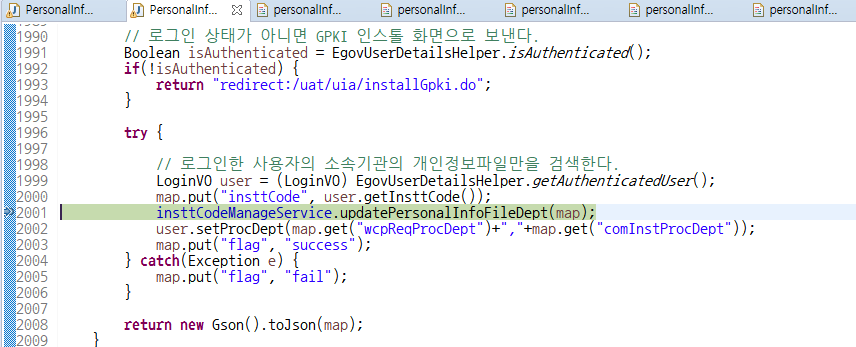 PersonalInf...
PersonalInf...
personalInfo...
personalInfo...
personalInfo...
personalInfo...
personalInfo...
1990 // 로그인 상태가 아니면 GPKI 인스톨 화면으로 보낸다.
1991 Boolean isAuthenticated = EgovUserDetailsHelper.isAuthenticated();
1992 if(!isAuthenticated) {
1993 return "redirect:/uat/uia/installGpki.do";
1994 }
1995
1996 try {
1997
1998 // 로그인한 사용자의 소속기관의 개인정보파일만을 검색한다.
1999 LoginVO user = (LoginVO) EgovUserDetailsHelper.getAuthenticatedUser();
2000 map.put("insttCode", user.getInsttCode());
2001 insttCodeManageService.updatePersonalInfoFileDept(map);
2002 user.setProcDept(map.get("wcpReqProcDept")+","+map.get("comInstProcDept"));
2003 map.put("flag", "success");
2004 } catch(Exception e) {
2005 map.put("flag", "fail");
2006 }
2007
2008 return new Gson().toJson(map);
2009 }